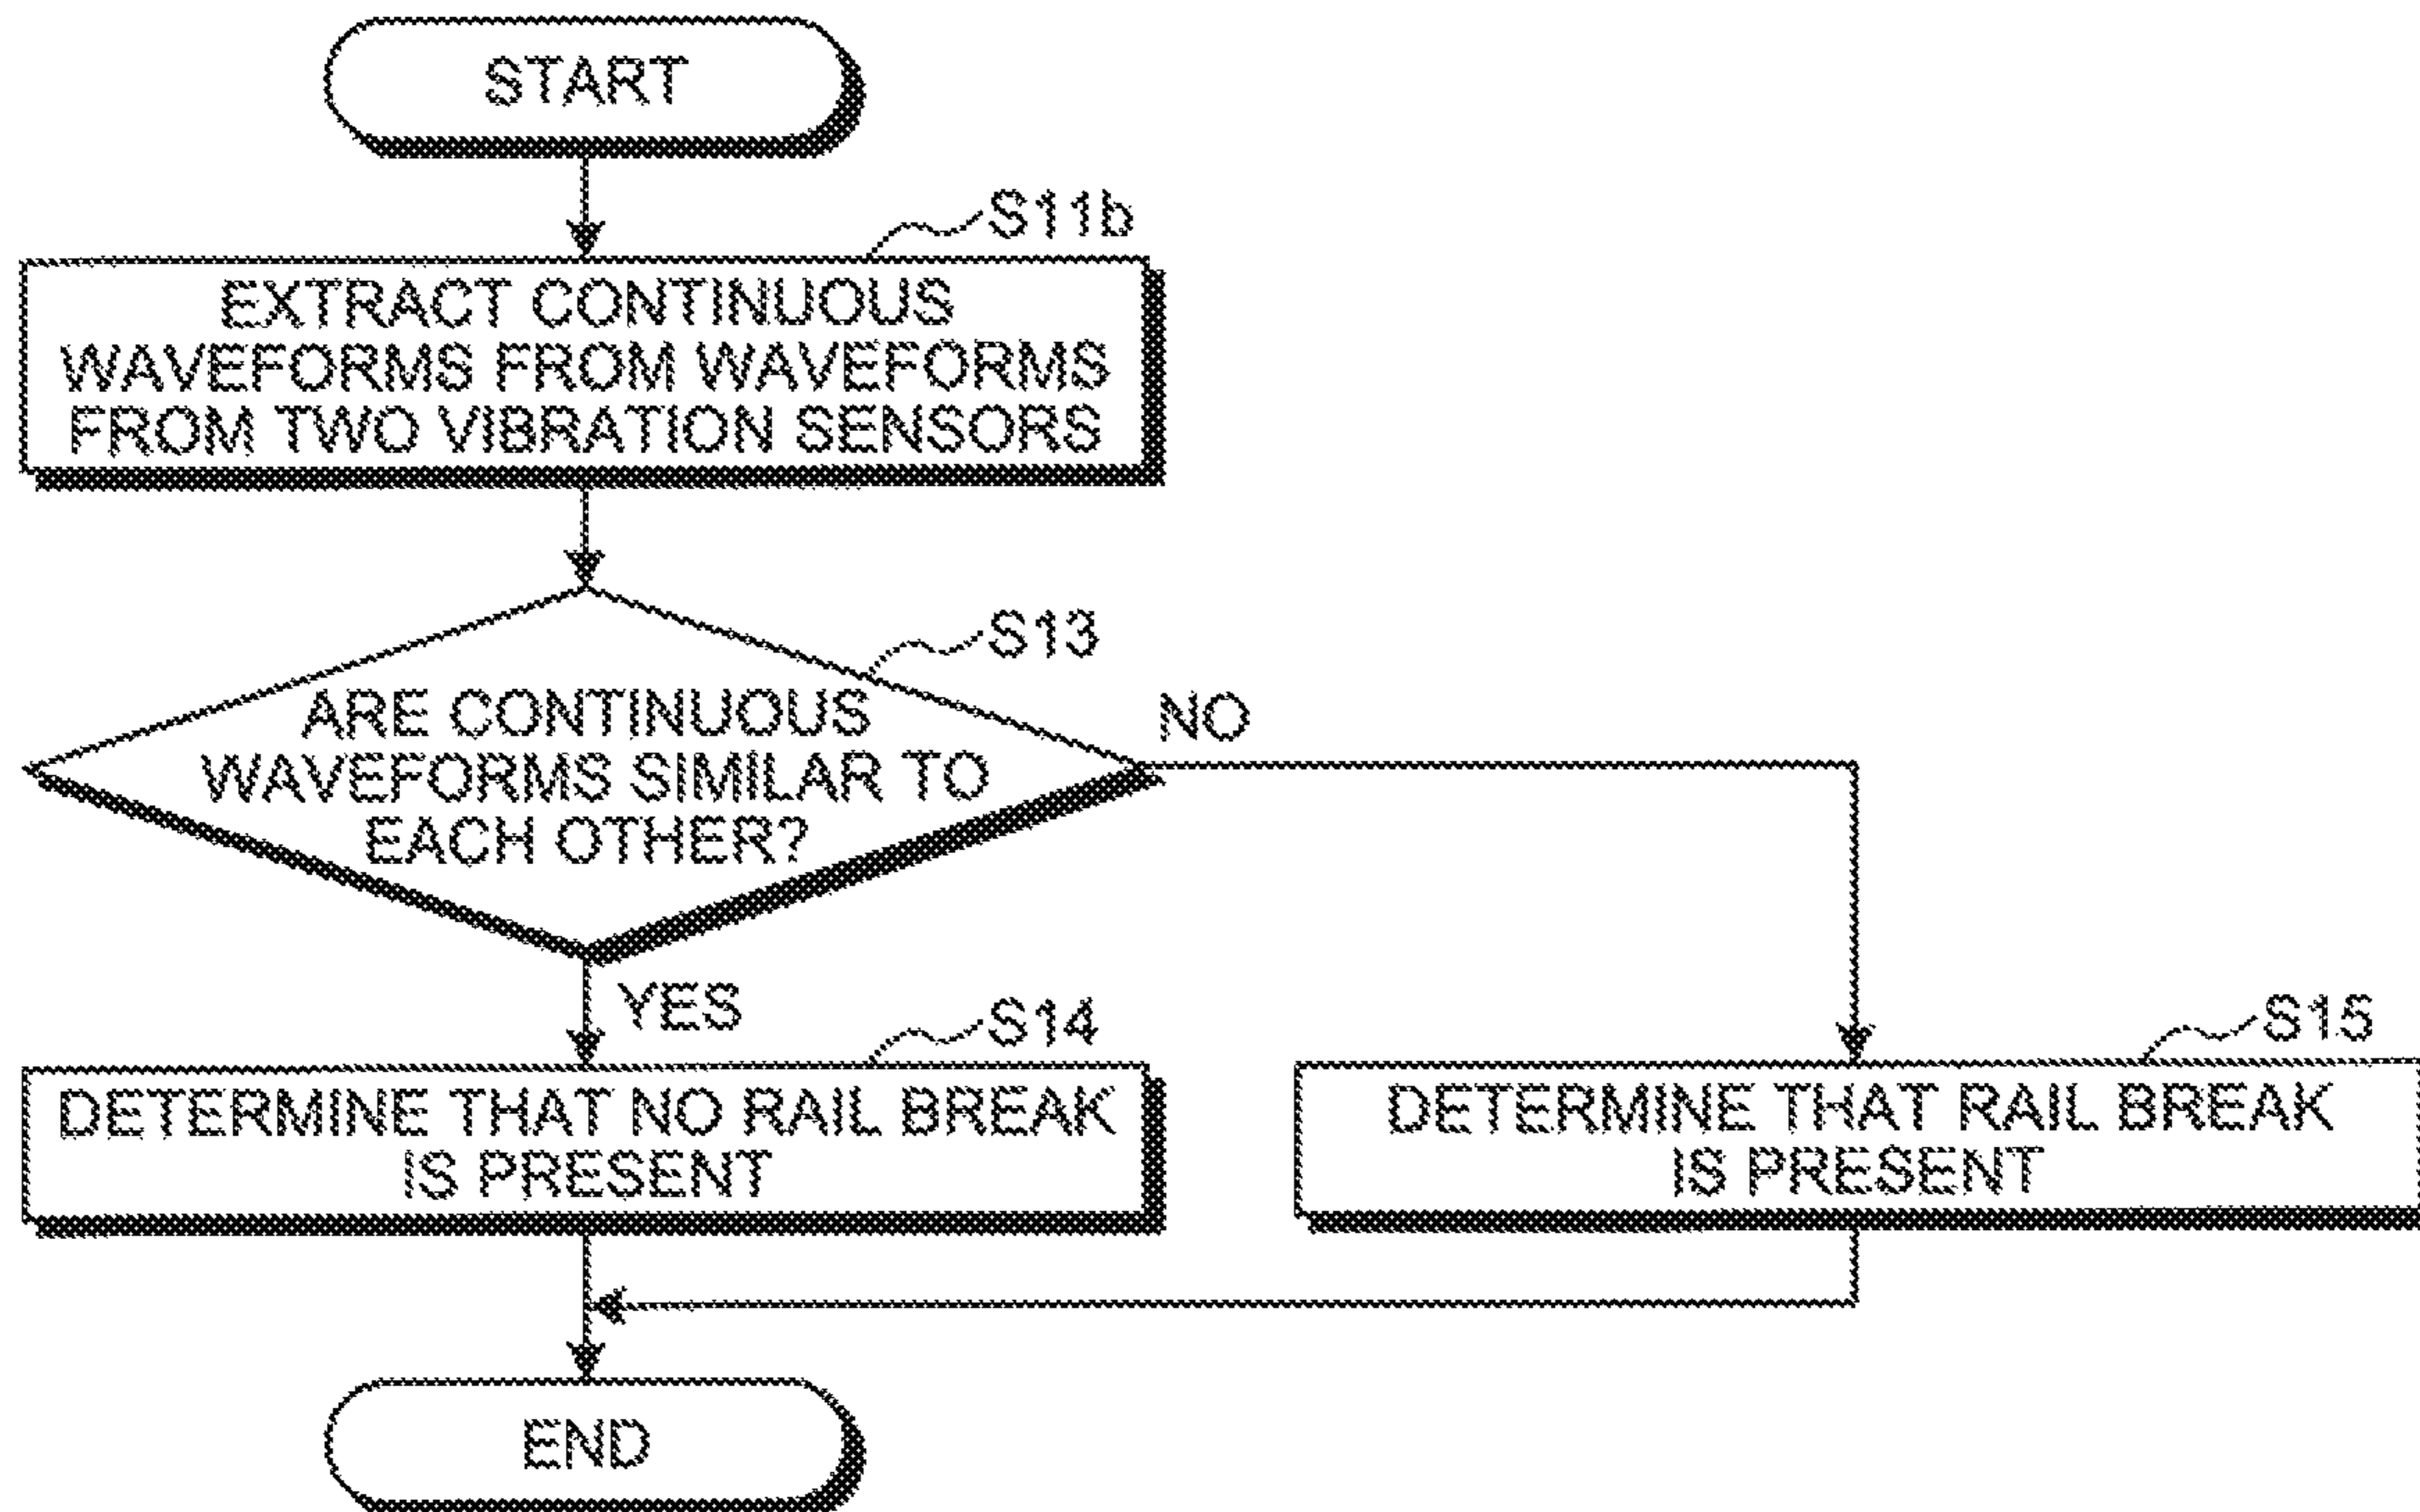 START
S11b
EXTRACT CONTINUOUS
WAVEFORMS FROM WAVEFORMS
FROM TWO VIBRATION SENSORS
S13
ARE CONTINUOUS
WAVEFORMS SIMILAR TO
EACH OTHER?
NO
YES
S14
DETERMINE THAT NO RAIL BREAK
IS PRESENT
S15
DETERMINE THAT RAIL BREAK
IS PRESENT
END